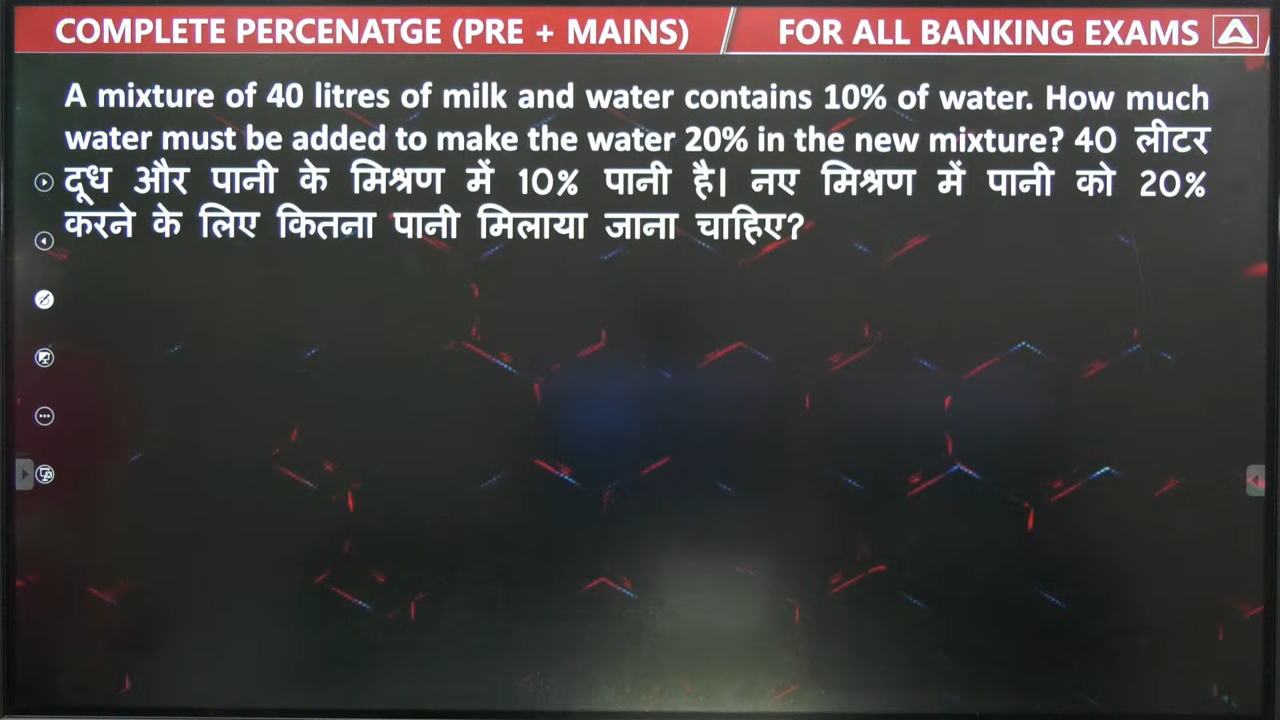 COMPLETE PERCENATGE (PRE + MAINS)
FOR ALL BANKING EXAMS
A mixture of 40 litres of milk and water contains 10% of water. How much
water must be added to make the water 20% in the new mixture? 40 लीटर
दूध और पानी के मिश्रण में 10% पानी है। नए मिश्रण में पानी को 20%
करने के लिए कितना पानी मिलाया जाना चाहिए?